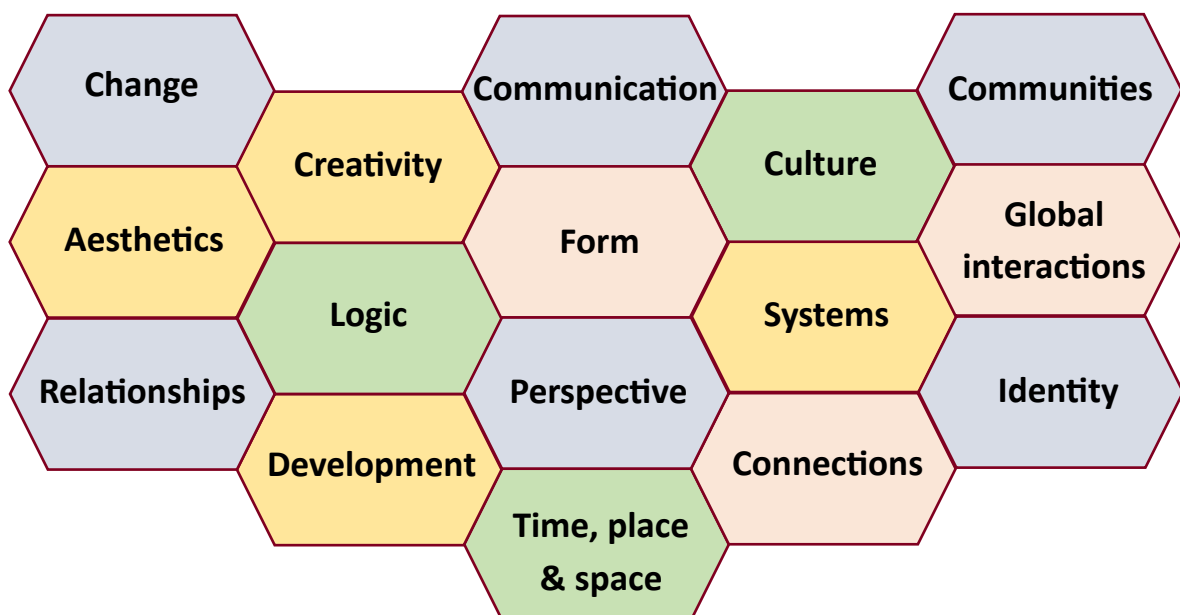 Change
Communication
Communities
Creativity
Culture
Aesthetics
Form
Global
interactions
Logic
Systems
Relationships
Perspective
Identity
Development
Connections
Time, place
& space